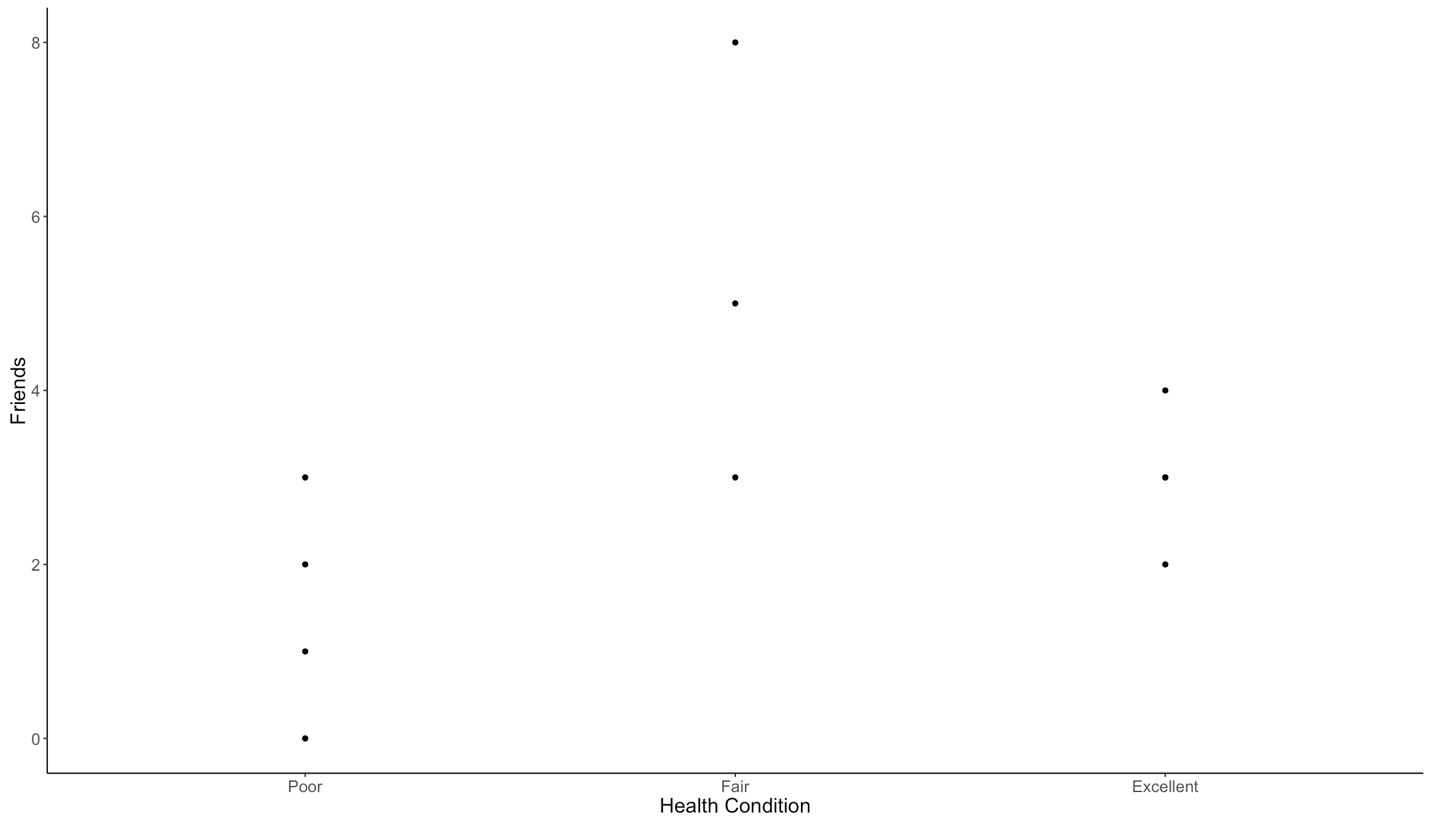 8
6
4
2
0
Friends
Poor
Fair
Excellent
Health Condition